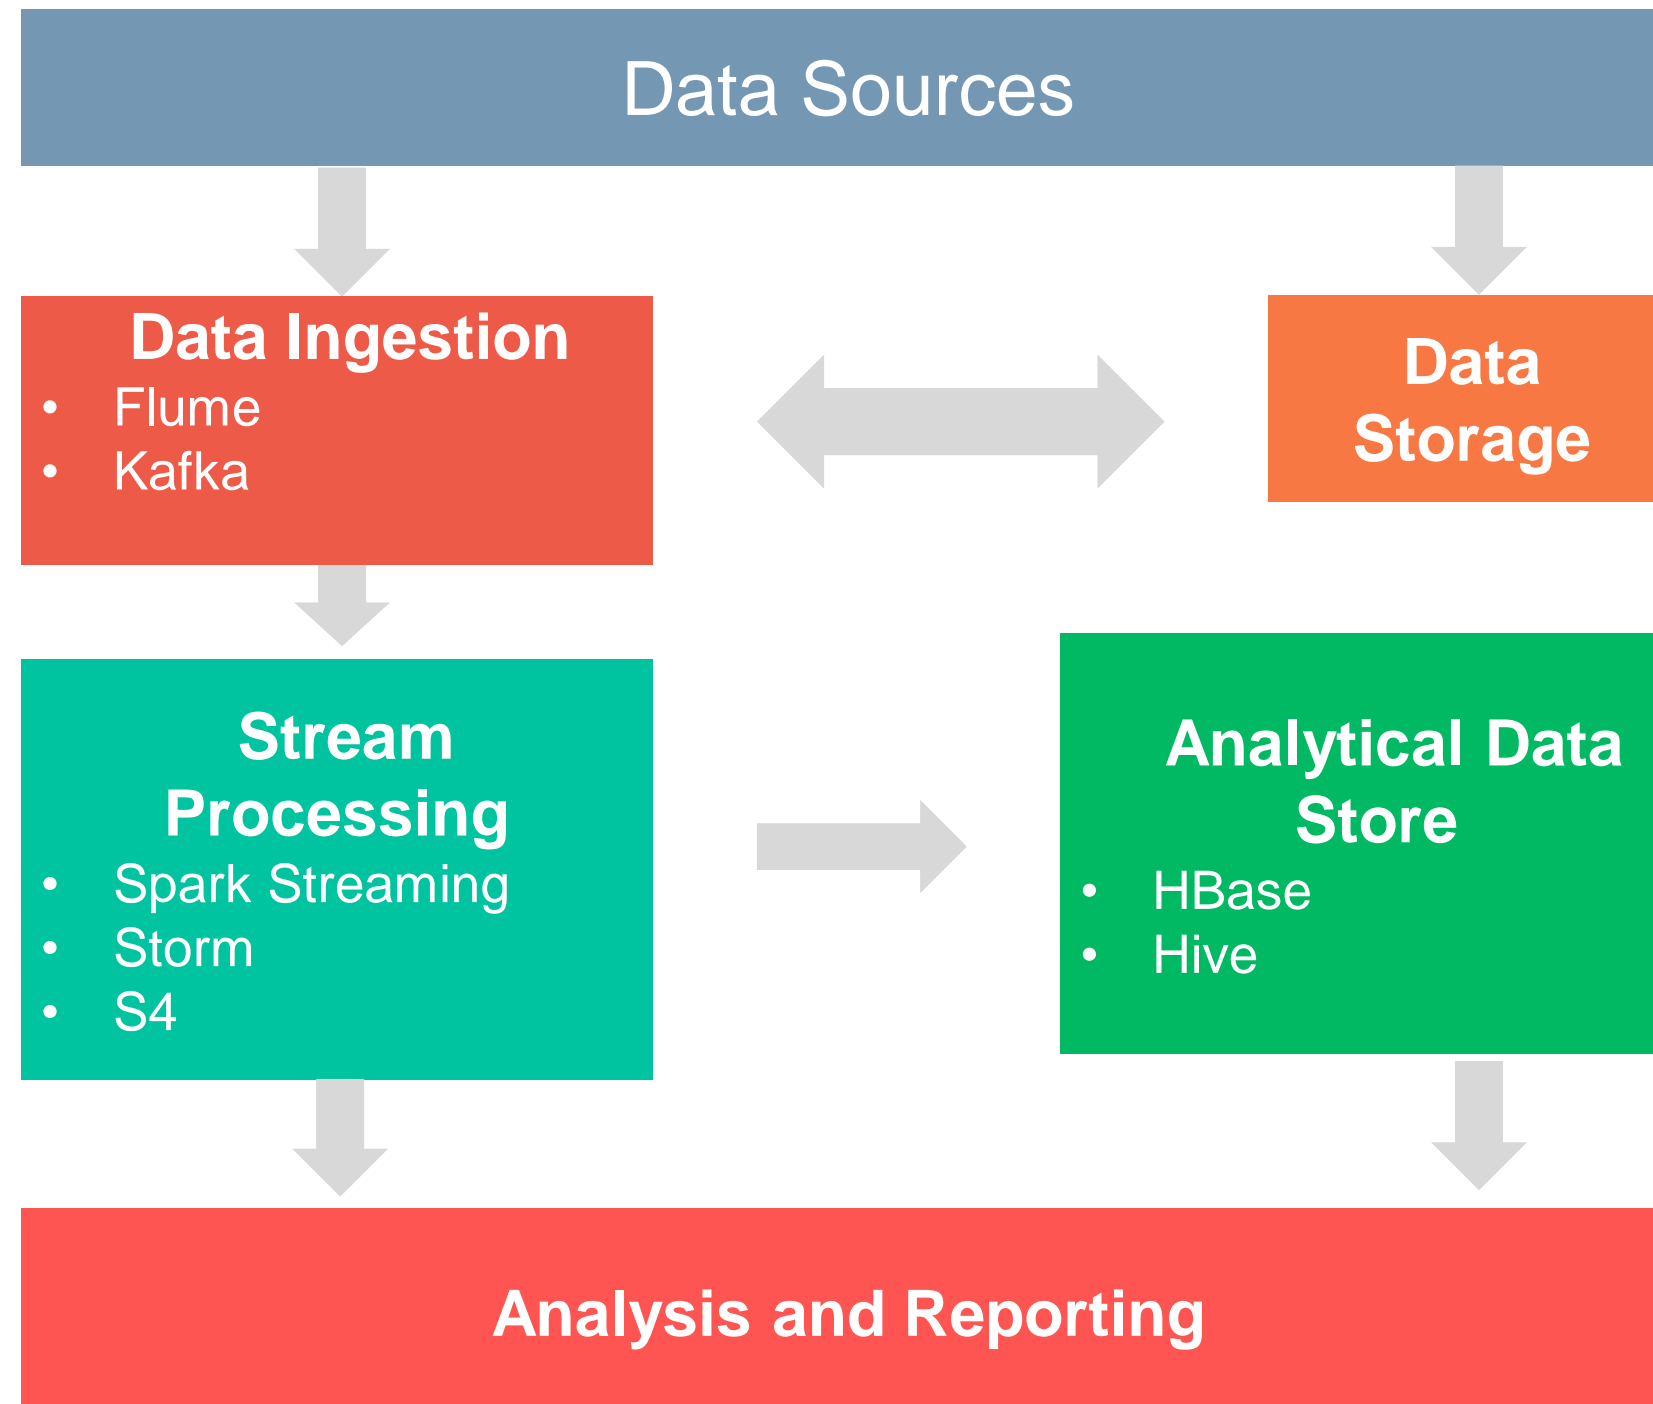 Data Sources
Data Ingestion
• Flume
• Kafka
Data
Storage
Stream
Processing
• Spark Streaming
• Storm
• S4
Analytical Data
Store
• HBase
• Hive
Analysis and Reporting